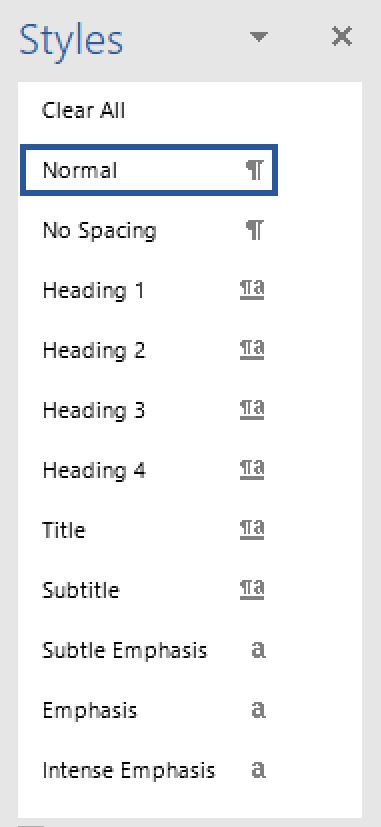 Styles
Clear All
Normal ¶
No Spacing ¶
Heading 1 ¶a
Heading 2 ¶a
Heading 3 ¶a
Heading 4 ¶a
Title ¶a
Subtitle ¶a
Subtle Emphasis a
Emphasis a
Intense Emphasis a